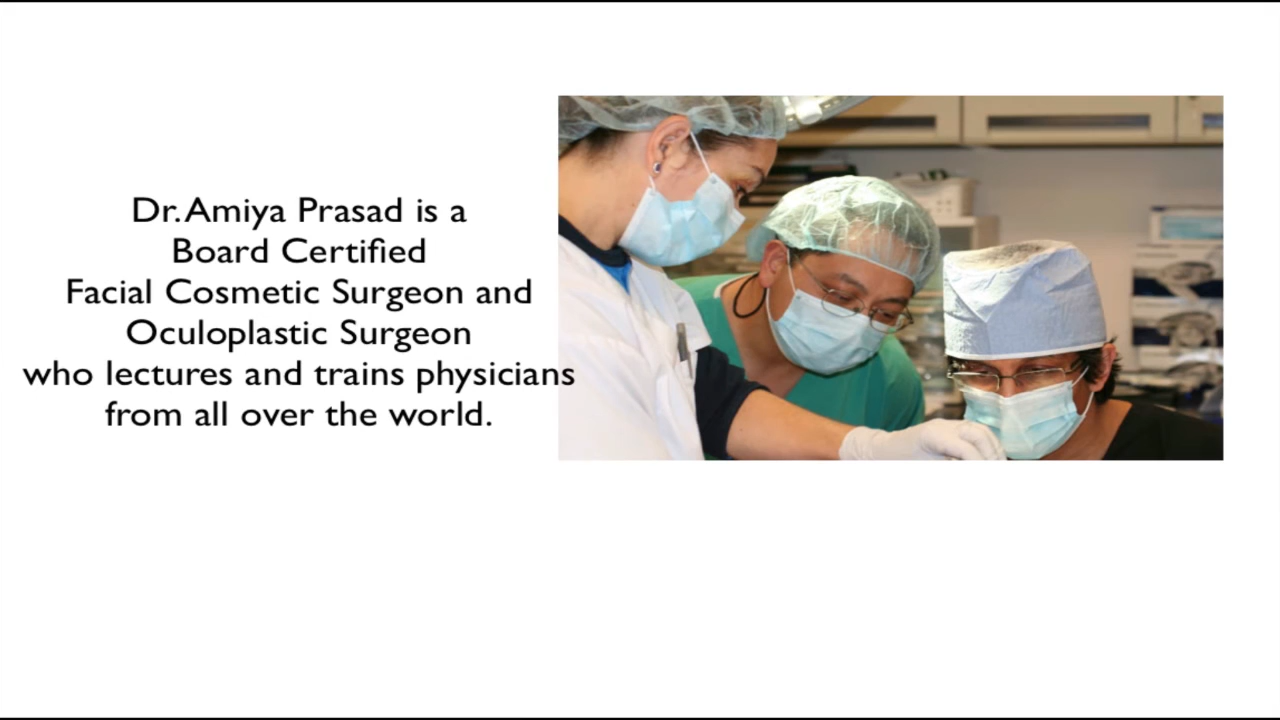 Dr. Amiya Prasad is a
Board Certified
Facial Cosmetic Surgeon and
Oculoplastic Surgeon
who lectures and trains physicians
from all over the world.